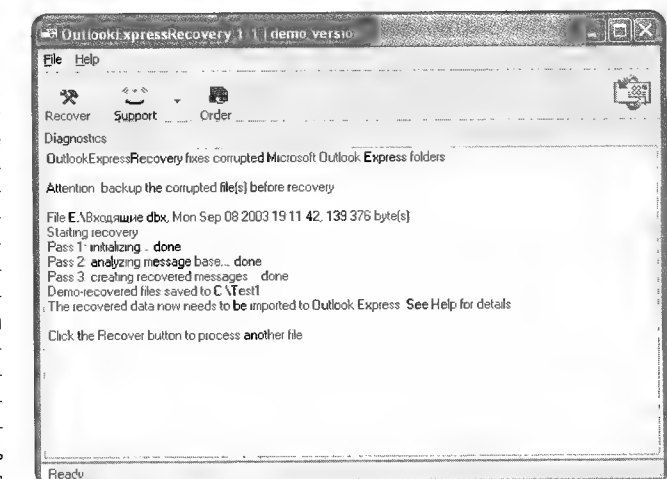 OutlookExpressRecovery 1.1 | demo versio
File Help
Recover Support Order
Diagnostics
OutlookExpressRecovery fixes corrupted Microsoft Outlook Express folders
Attention backup the corrupted file(s) before recovery
File E:\Входящие dbx, Mon Sep 08 2003 19 11 42, 139 376 byte(s)
Starting recovery
Pass 1: initializing... done
Pass 2 analyzing message base... done
Pass 3 creating recovered messages done
Demo-recovered files saved to C \Test1
The recovered data now needs to be imported to Outlook Express See Help for details
Click the Recover button to process another file
Ready